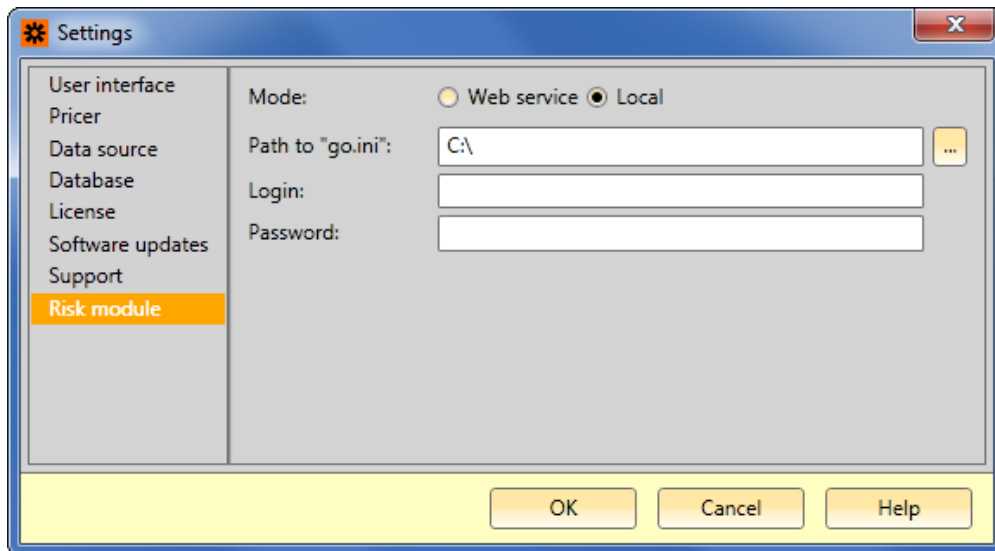 Settings
User interface
Pricer
Data source
Database
License
Software updates
Support
Risk module
Mode: Web service Local
Path to "go.ini": C:\ ...
Login:
Password:
OK Cancel Help